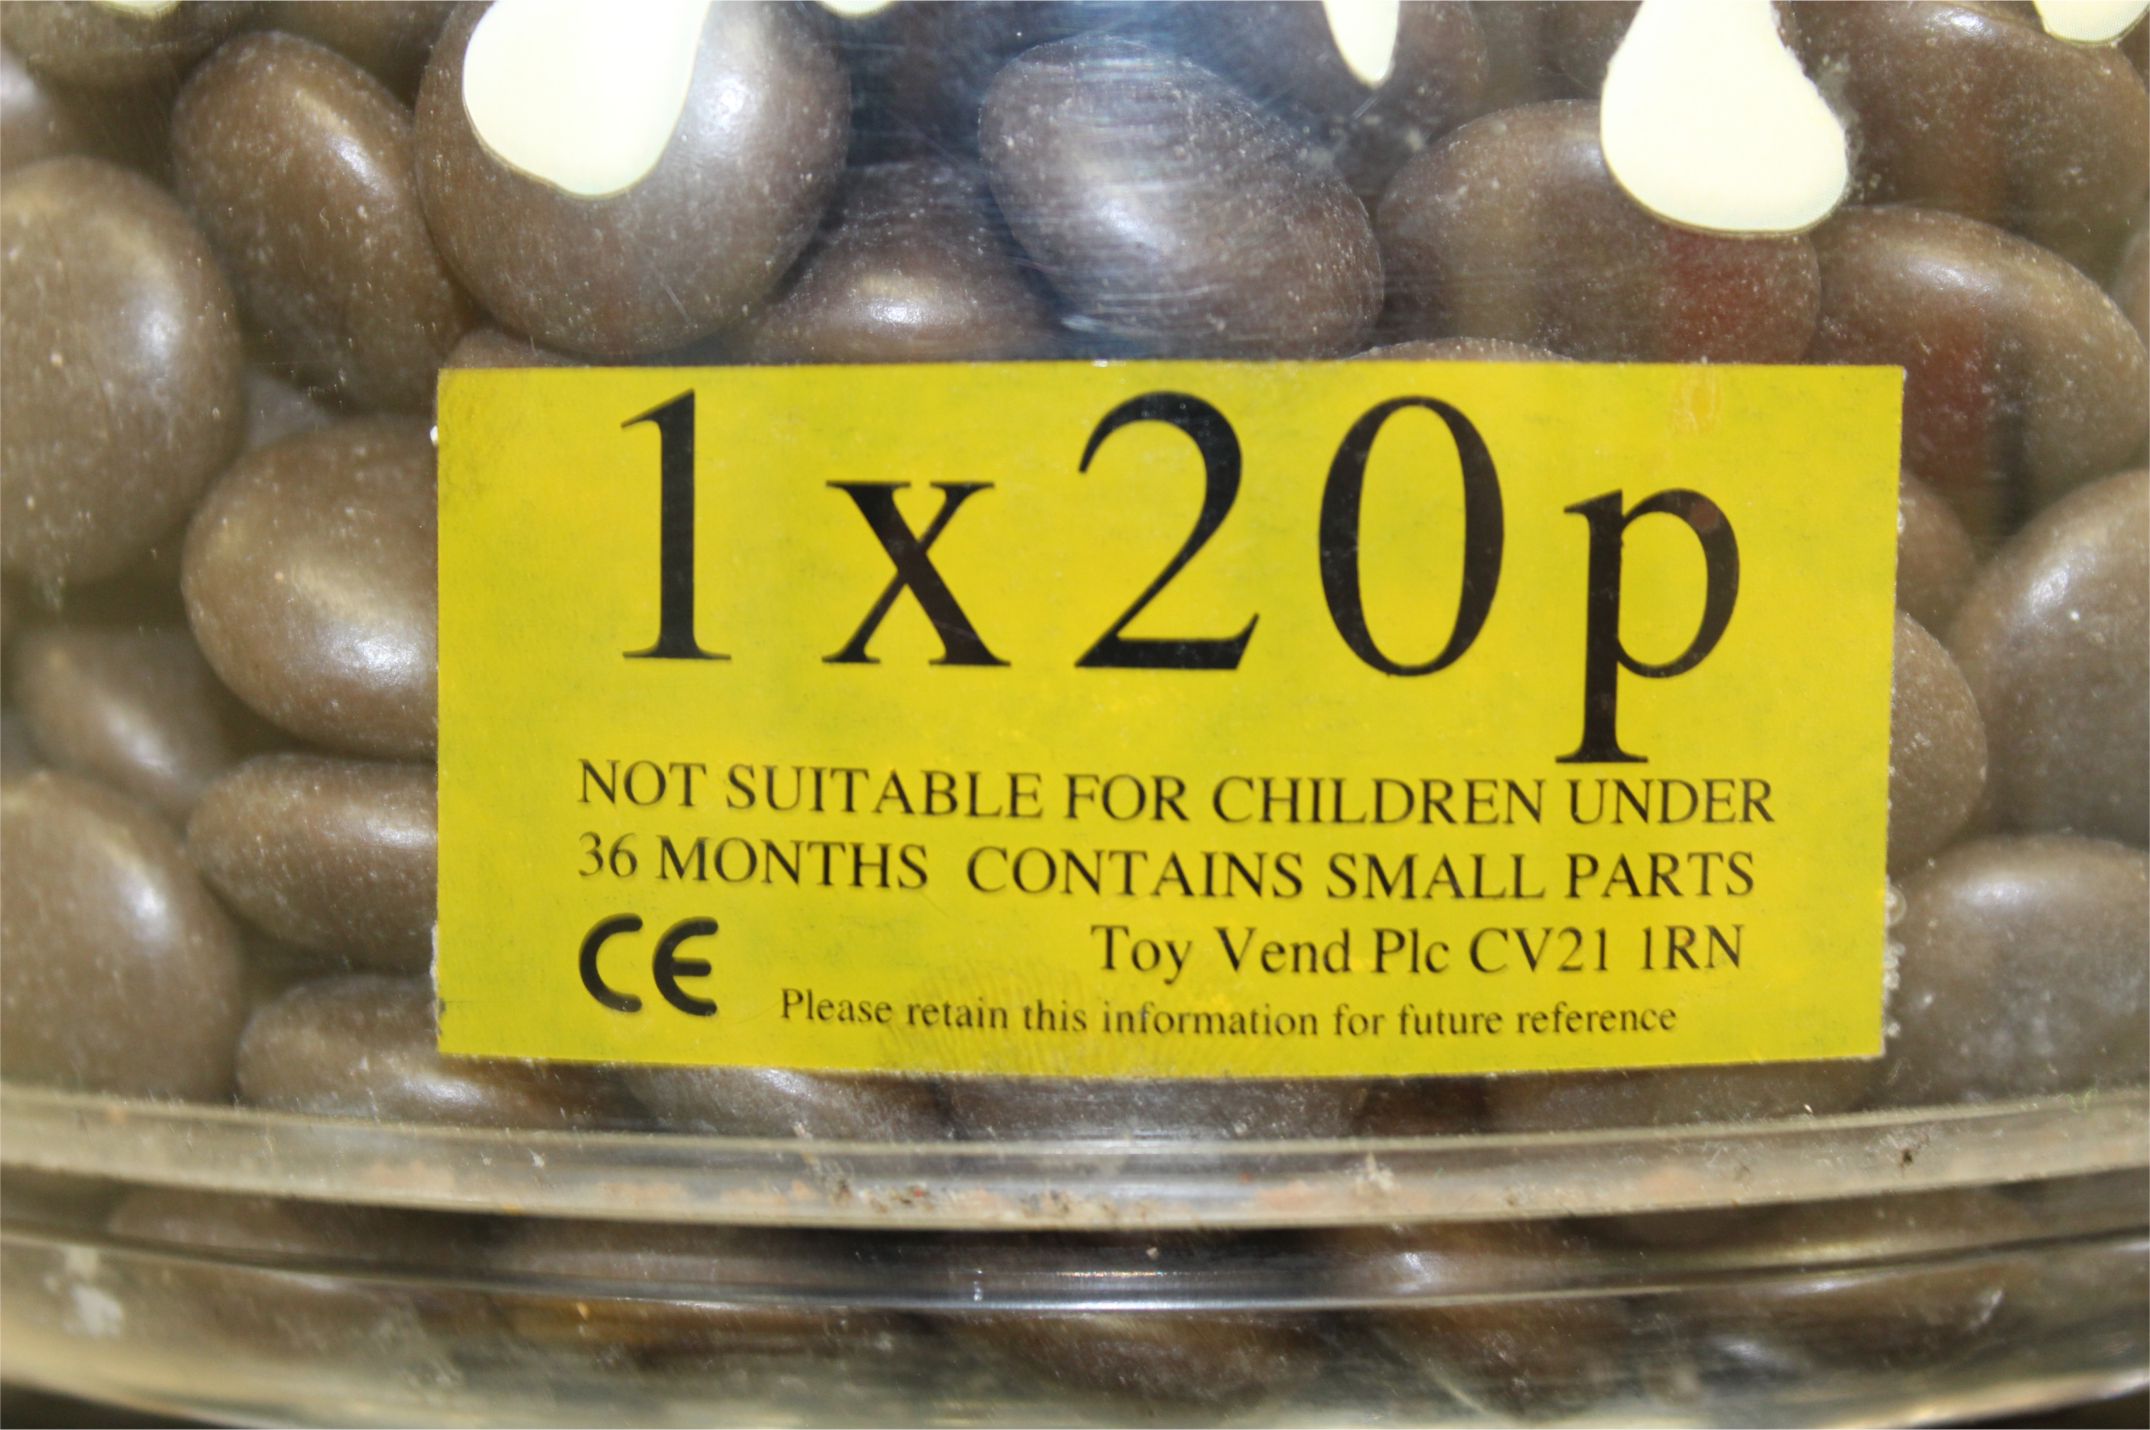 1 x 20p
NOT SUITABLE FOR CHILDREN UNDER
36 MONTHS CONTAINS SMALL PARTS
CE Toy Vend Plc CV21 1RN
Please retain this information for future reference